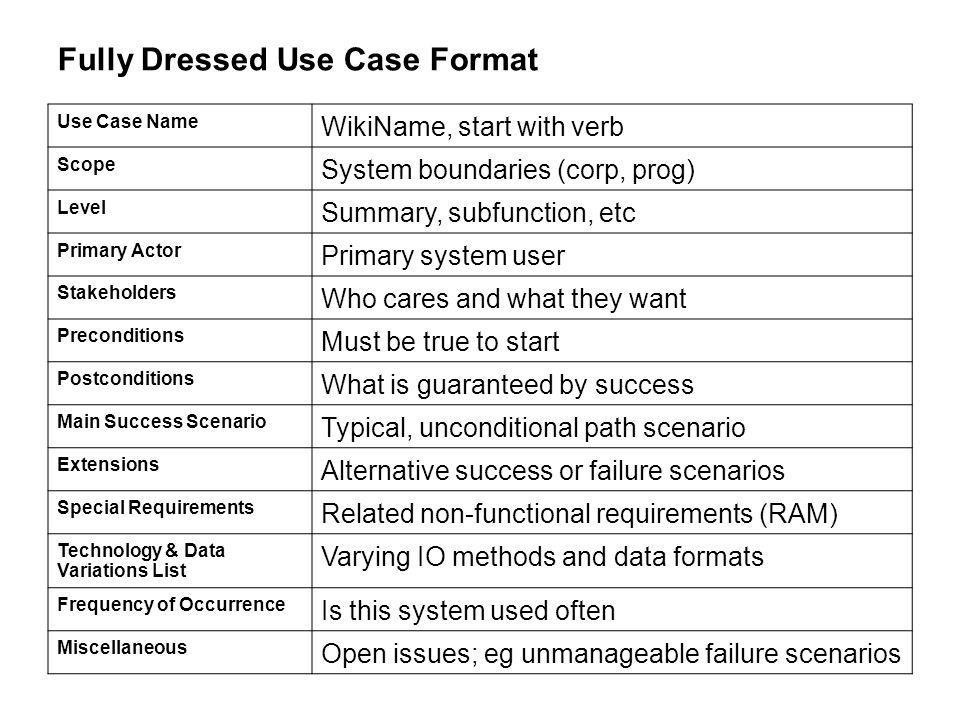 Fully Dressed Use Case Format
Use Case Name
WikiName, start with verb
Scope
System boundaries (corp, prog)
Level
Summary, subfunction, etc
Primary Actor
Primary system user
Stakeholders
Who cares and what they want
Preconditions
Must be true to start
Postconditions
What is guaranteed by success
Main Success Scenario
Typical, unconditional path scenario
Extensions
Alternative success or failure scenarios
Special Requirements
Related non-functional requirements (RAM)
Technology & Data
Variations List
Varying IO methods and data formats
Frequency of Occurrence
Is this system used often
Miscellaneous
Open issues; eg unmanageable failure scenarios